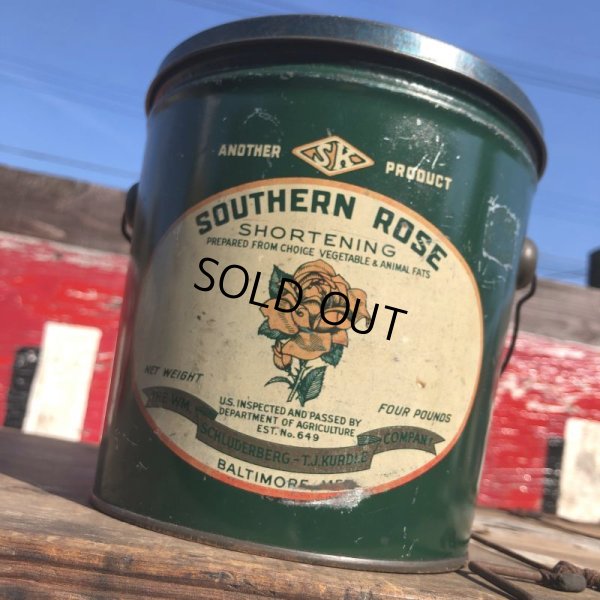 ANOTHER SK PRODUCT
SOUTHERN ROSE
SHORTENING
PREPARED FROM CHOICE VEGETABLE & ANIMAL FATS
SOLD OUT
NET WEIGHT FOUR POUNDS
U.S. INSPECTED AND PASSED BY
DEPARTMENT OF AGRICULTURE
EST. No. 649
THE WM. SCHLUDERBERG - T.J. KURDLE COMPANY
BALTIMORE, MD.